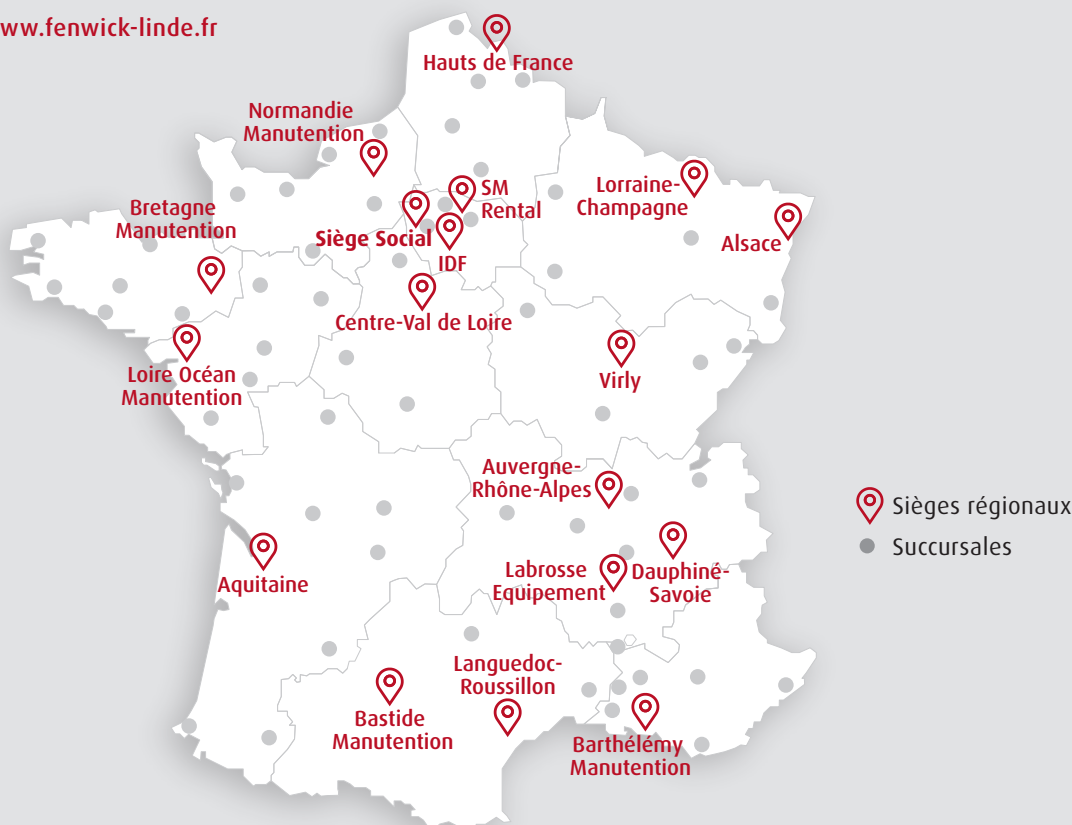 ww.fenwick-linde.fr
Hauts de France
Normandie
Manutention
SM
Rental
Lorraine-
Champagne
Bretagne
Manutention
Siège Social
Alsace
IDF
Centre-Val de Loire
Loire Océan
Manutention
Virly
Auvergne-
Rhône-Alpes
Sièges régionaux
Succursales
Aquitaine
Labrosse
Equipement
Dauphiné-
Savoie
Languedoc-
Roussillon
Bastide
Manutention
Barthélémy
Manutention